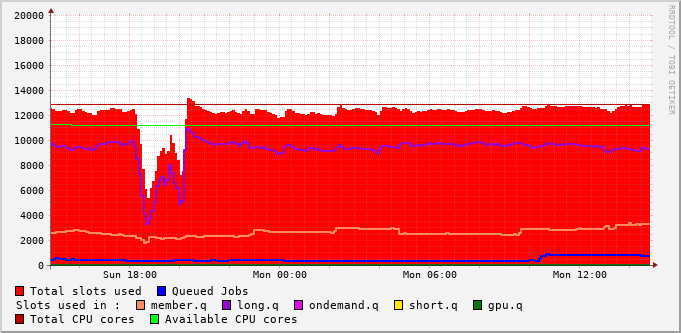 20000
18000
16000
14000
12000
10000
8000
6000
4000
2000
0
Sun 18:00 Mon 00:00 Mon 06:00 Mon 12:00
RRDTOOL / TOBI OETIKER
Total slots used Queued Jobs
Slots used in : member.q long.q ondemand.q short.q gpu.q
Total CPU cores Available CPU cores